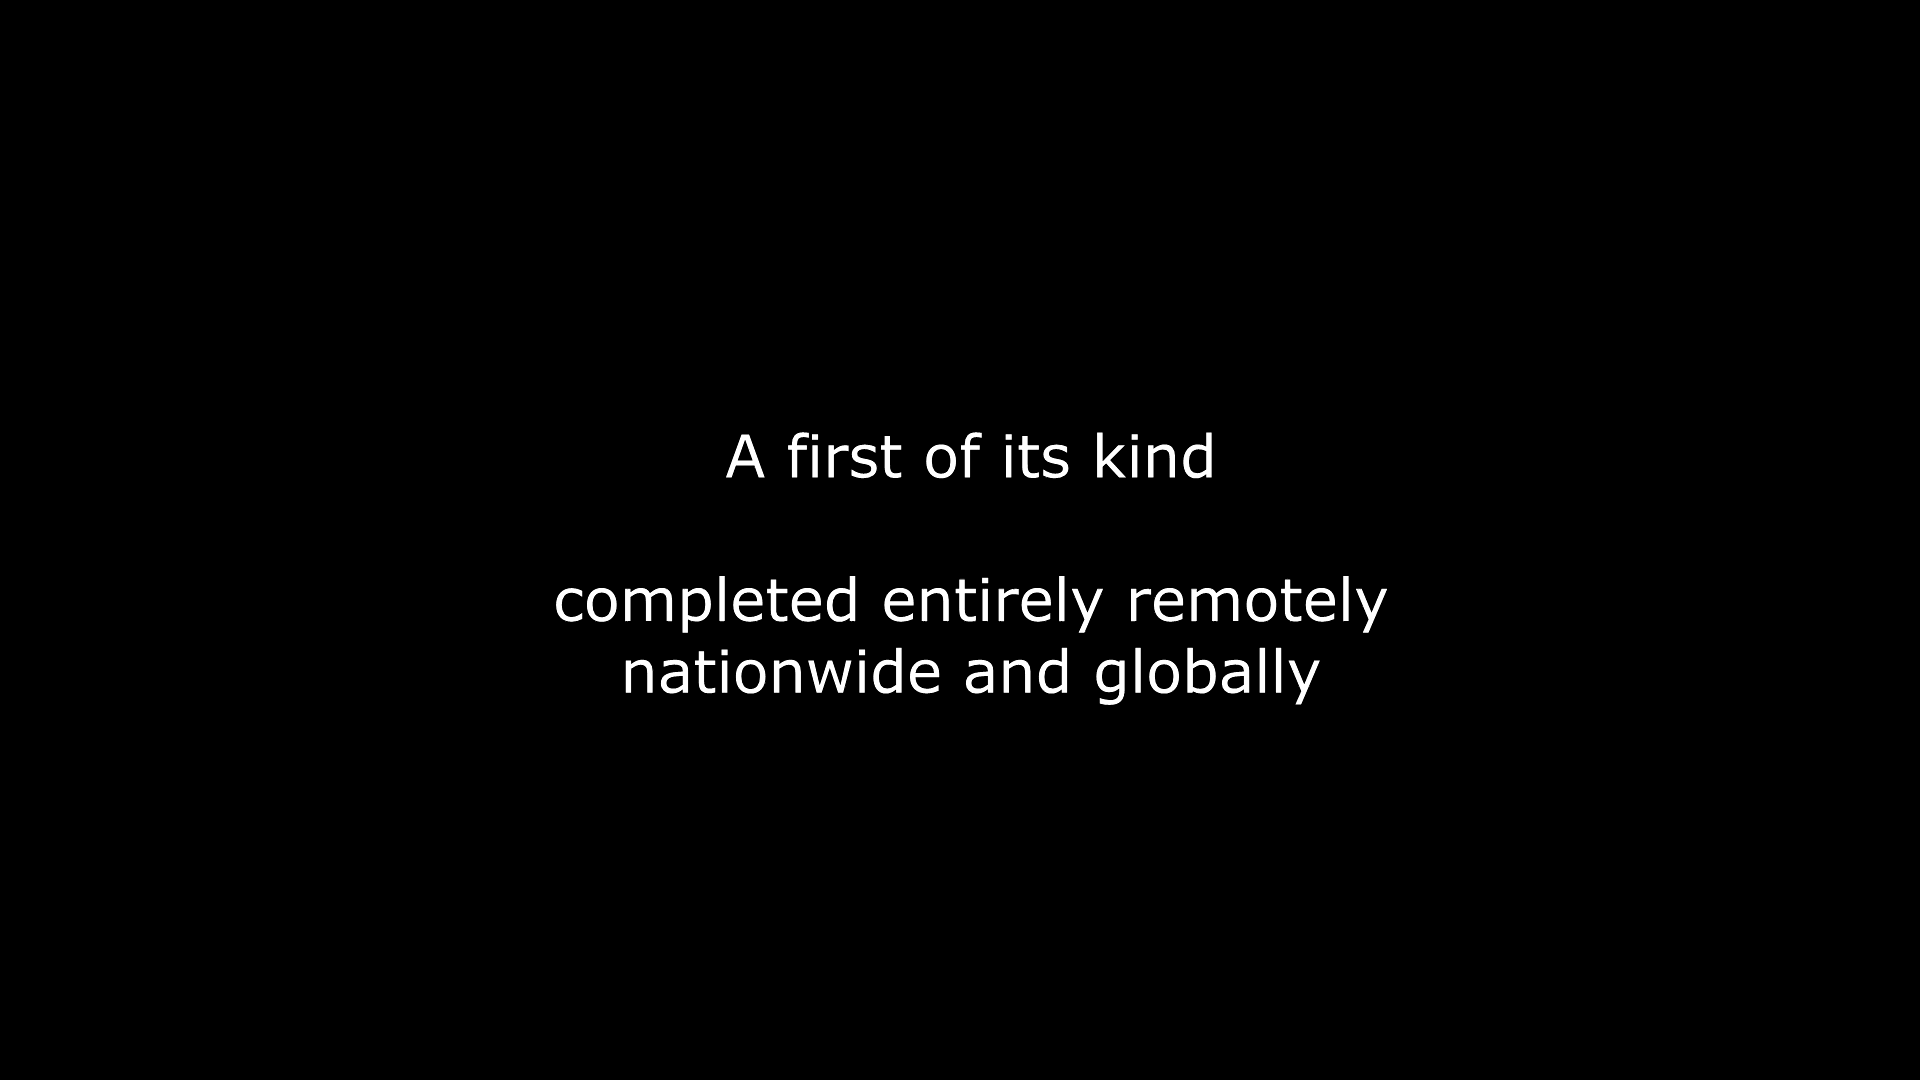 A first of its kind
completed entirely remotely
nationwide and globally